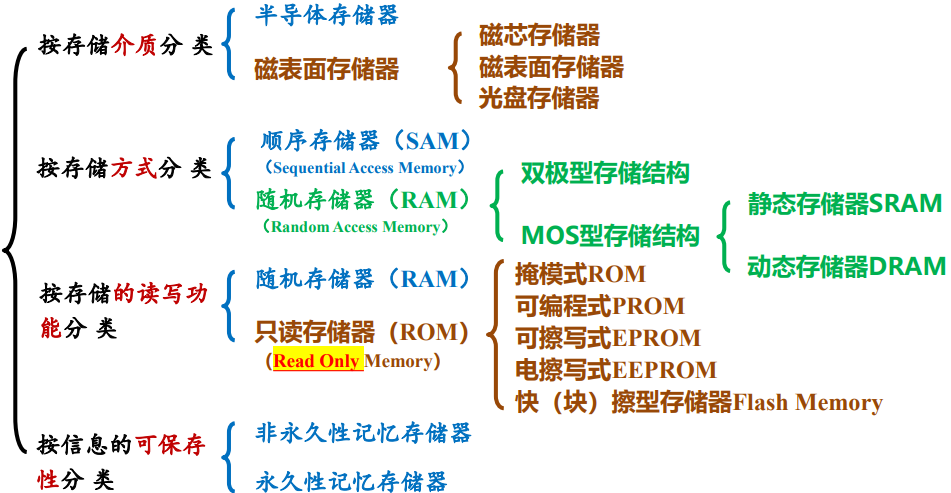 按存储介质分 类
半导体存储器
磁表面存储器
磁芯存储器
磁表面存储器
光盘存储器
按存储方式分 类
顺序存储器（SAM）
（Sequential Access Memory）
随机存储器（RAM）
（Random Access Memory）
双极型存储结构
MOS型存储结构
静态存储器SRAM
动态存储器DRAM
按存储的读写功
能分 类
随机存储器（RAM）
只读存储器（ROM）
（Read Only Memory）
掩模式ROM
可编程式PROM
可擦写式EPROM
电擦写式EEPROM
快（块）擦型存储器Flash Memory
按信息的可保存
性分 类
非永久性记忆存储器
永久性记忆存储器